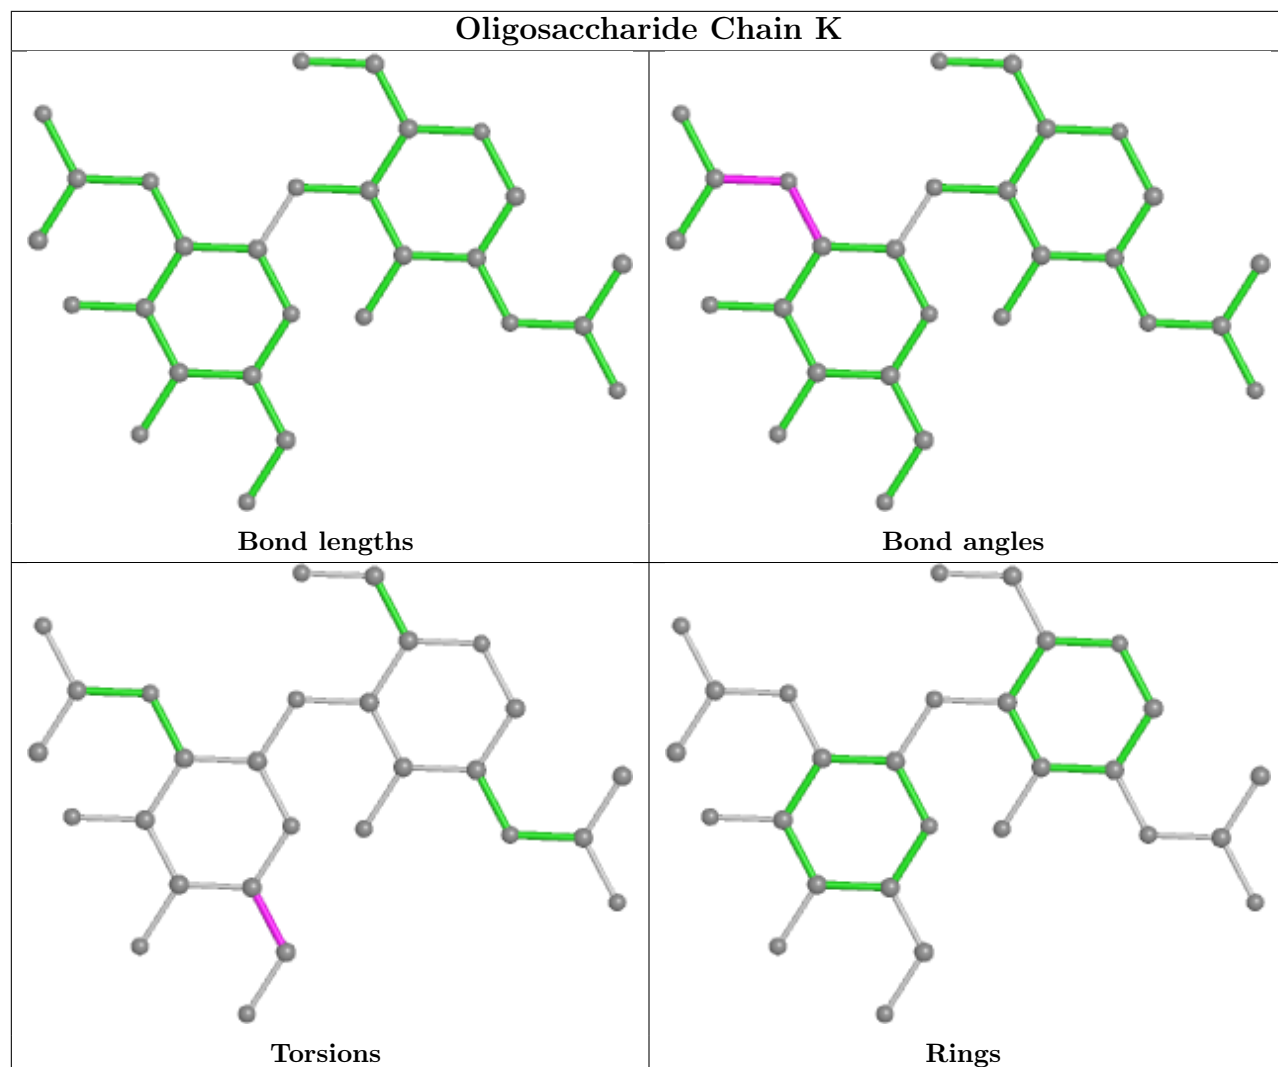 Oligosaccharide Chain K
Bond lengths
Bond angles
Torsions
Rings